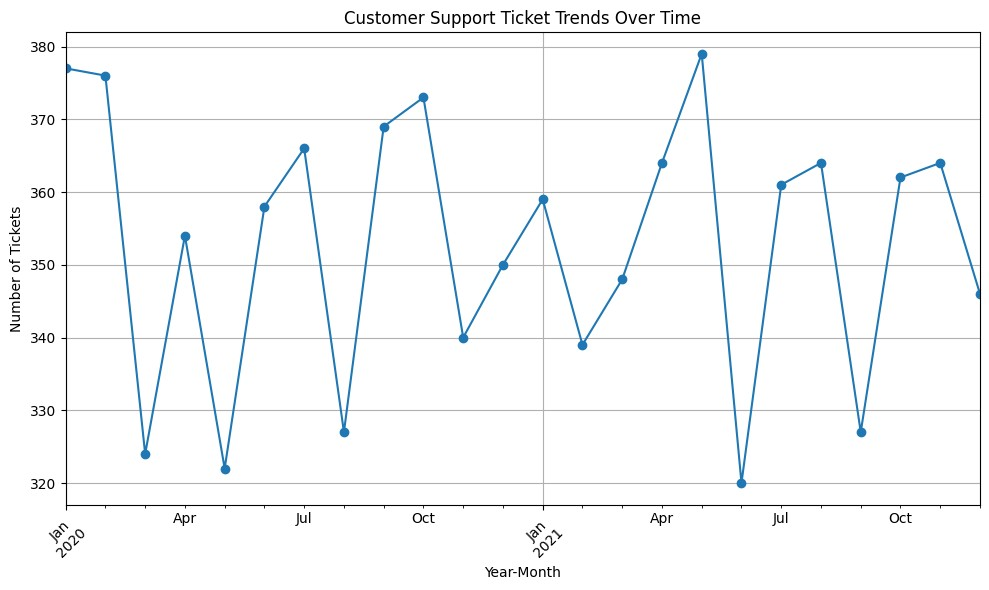 Customer Support Ticket Trends Over Time
Number of Tickets
380
370
360
350
340
330
320
Jan
2020
Apr
Jul
Oct
Jan
2021
Apr
Jul
Oct
Year-Month